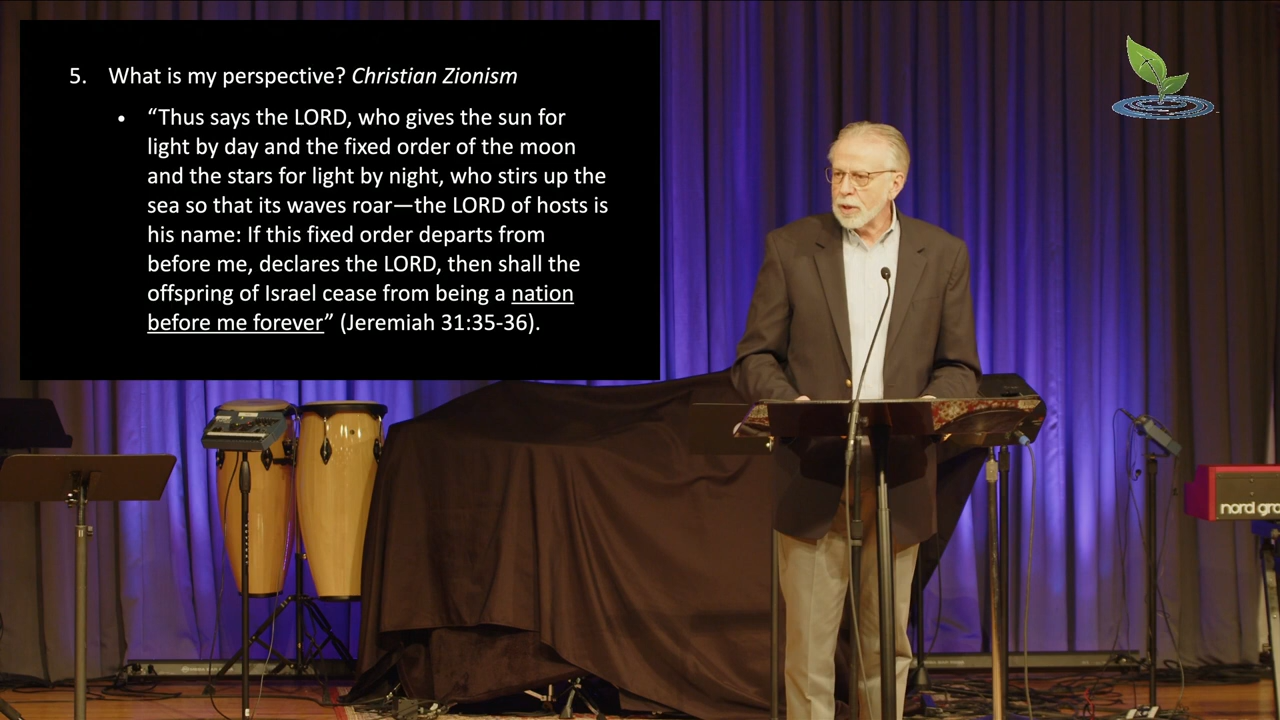 5. What is my perspective? Christian Zionism
• “Thus says the LORD, who gives the sun for
light by day and the fixed order of the moon
and the stars for light by night, who stirs up the
sea so that its waves roar—the LORD of hosts is
his name: If this fixed order departs from
before me, declares the LORD, then shall the
offspring of Israel cease from being a nation
before me forever” (Jeremiah 31:35-36).
nord gra